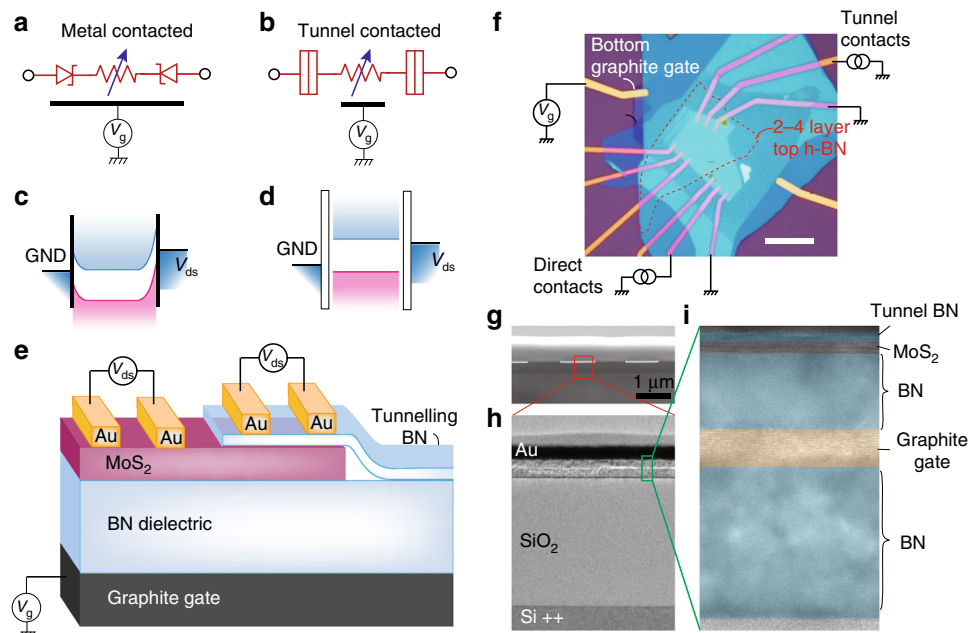 a
Metal contacted
Vg
b
Tunnel contacted
Vg
c
GND
Vds
d
GND
Vds
e
Vds
Vds
Au
Au
Au
Au
Tunnelling
BN
MoS2
BN dielectric
Graphite gate
Vg
f
Tunnel
contacts
Bottom
graphite gate
Vg
2–4 layer
top h-BN
Direct
contacts
g
1 μm
h
Au
SiO2
Si ++
i
Tunnel BN
MoS2
BN
Graphite
gate
BN